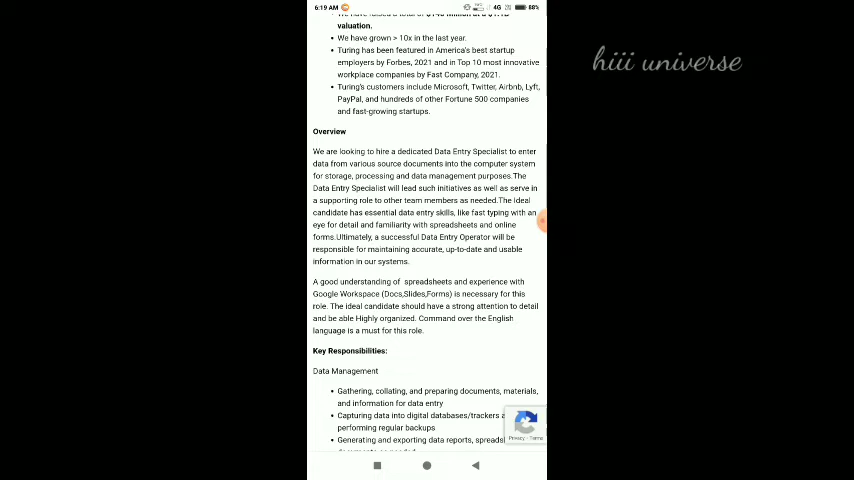 6:19 AM
4G
88%
valuation.
We have grown > 10x in the last year.
Turing has been featured in America's best startup
employers by Forbes, 2021 and in Top 10 most innovative
workplace companies by Fast Company, 2021.
Turing's customers include Microsoft, Twitter, Airbnb, Lyft,
PayPal, and hundreds of other Fortune 500 companies
and fast-growing startups.
Overview
We are looking to hire a dedicated Data Entry Specialist to enter
data from various source documents into the computer system
for storage, processing and data management purposes.The
Data Entry Specialist will lead such initiatives as well as serve in
a supporting role to other team members as needed.The Ideal
candidate has essential data entry skills, like fast typing with an
eye for detail and familiarity with spreadsheets and online
forms.Ultimately, a successful Data Entry Operator will be
responsible for maintaining accurate, up-to-date and usable
information in our systems.
A good understanding of spreadsheets and experience with
Google Workspace (Docs,Slides,Forms) is necessary for this
role. The ideal candidate should have a strong attention to detail
and be able Highly organized. Command over the English
language is a must for this role.
Key Responsibilities:
Data Management
Gathering, collating, and preparing documents, materials,
and information for data entry
Capturing data into digital databases/trackers
performing regular backups
Generating and exporting data reports,
Privacy - Terms
hiii universe